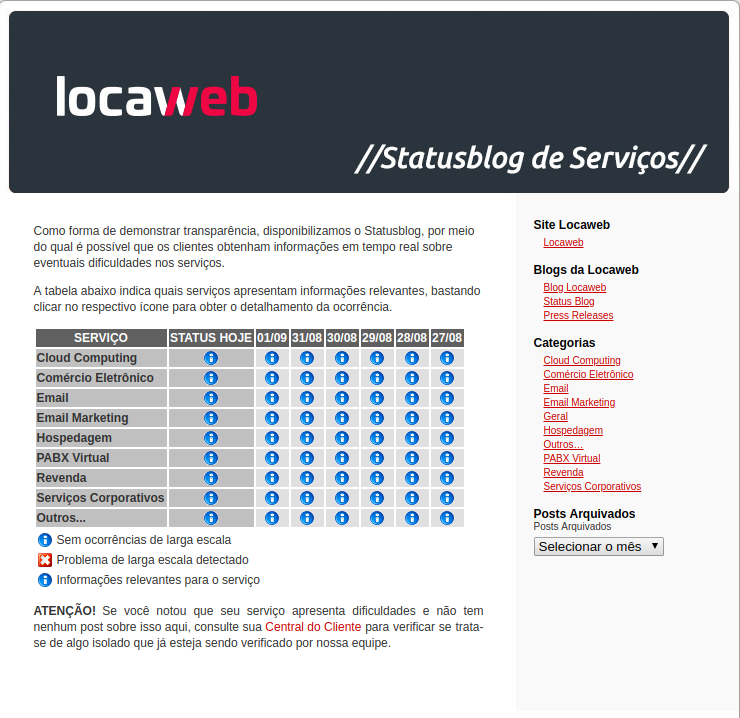 locaweb
//Statusblog de Serviços//
Como forma de demonstrar transparência, disponibilizamos o Statusblog, por meio
do qual é possível que os clientes obtenham informações em tempo real sobre
eventuais dificuldades nos serviços.
A tabela abaixo indica quais serviços apresentam informações relevantes, bastando
clicar no respectivo ícone para obter o detalhamento da ocorrência.
SERVIÇO STATUS HOJE 01/09 31/08 30/08 29/08 28/08 27/08
Cloud Computing
Comércio Eletrônico
Email
Email Marketing
Hospedagem
PABX Virtual
Revenda
Serviços Corporativos
Outros...
Sem ocorrências de larga escala
Problema de larga escala detectado
Informações relevantes para o serviço
ATENÇÃO! Se você notou que seu serviço apresenta dificuldades e não tem
nenhum post sobre isso aqui, consulte sua Central do Cliente para verificar se trata-
se de algo isolado que já esteja sendo verificado por nossa equipe.
Site Locaweb
Locaweb
Blogs da Locaweb
Blog Locaweb
Status Blog
Press Releases
Categorias
Cloud Computing
Comércio Eletrônico
Email
Email Marketing
Geral
Hospedagem
Outros…
PABX Virtual
Revenda
Serviços Corporativos
Posts Arquivados
Posts Arquivados
Selecionar o mês